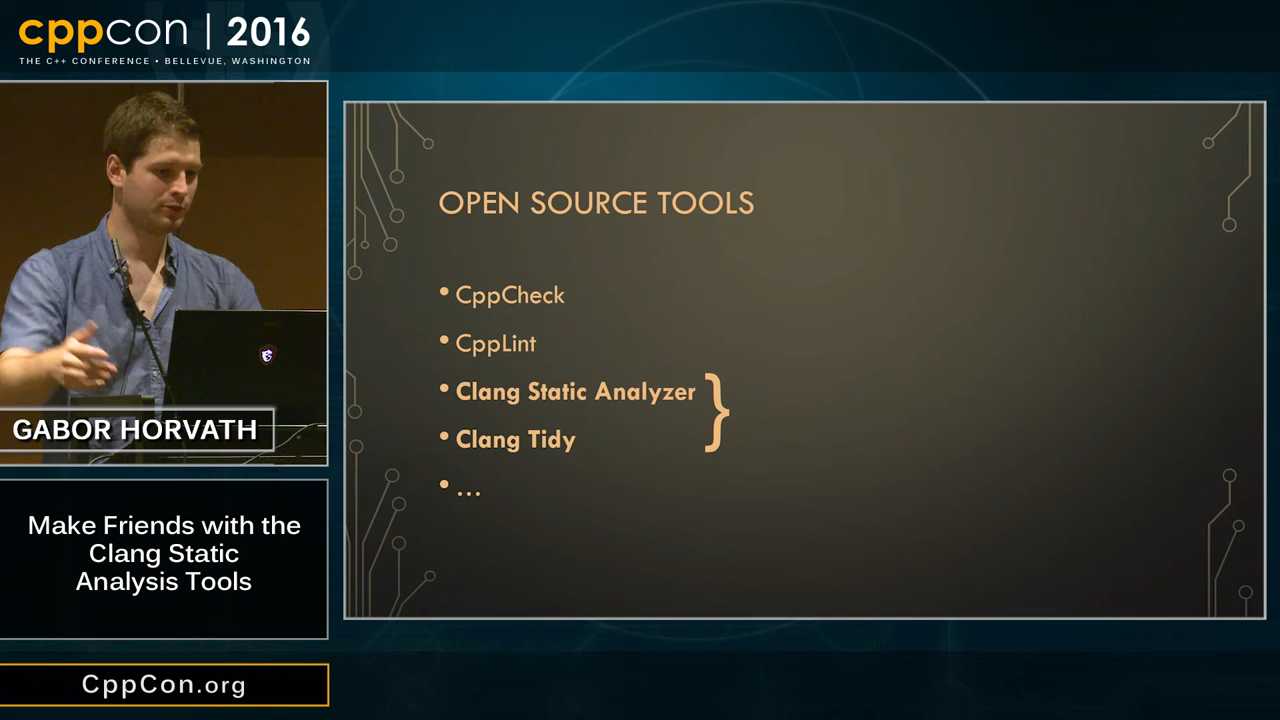 cppcon | 2016
THE C++ CONFERENCE • BELLEVUE, WASHINGTON
GABOR HORVATH
Make Friends with the
Clang Static
Analysis Tools
CppCon.org
OPEN SOURCE TOOLS
• CppCheck
• CppLint
• Clang Static Analyzer }
• Clang Tidy
• ...